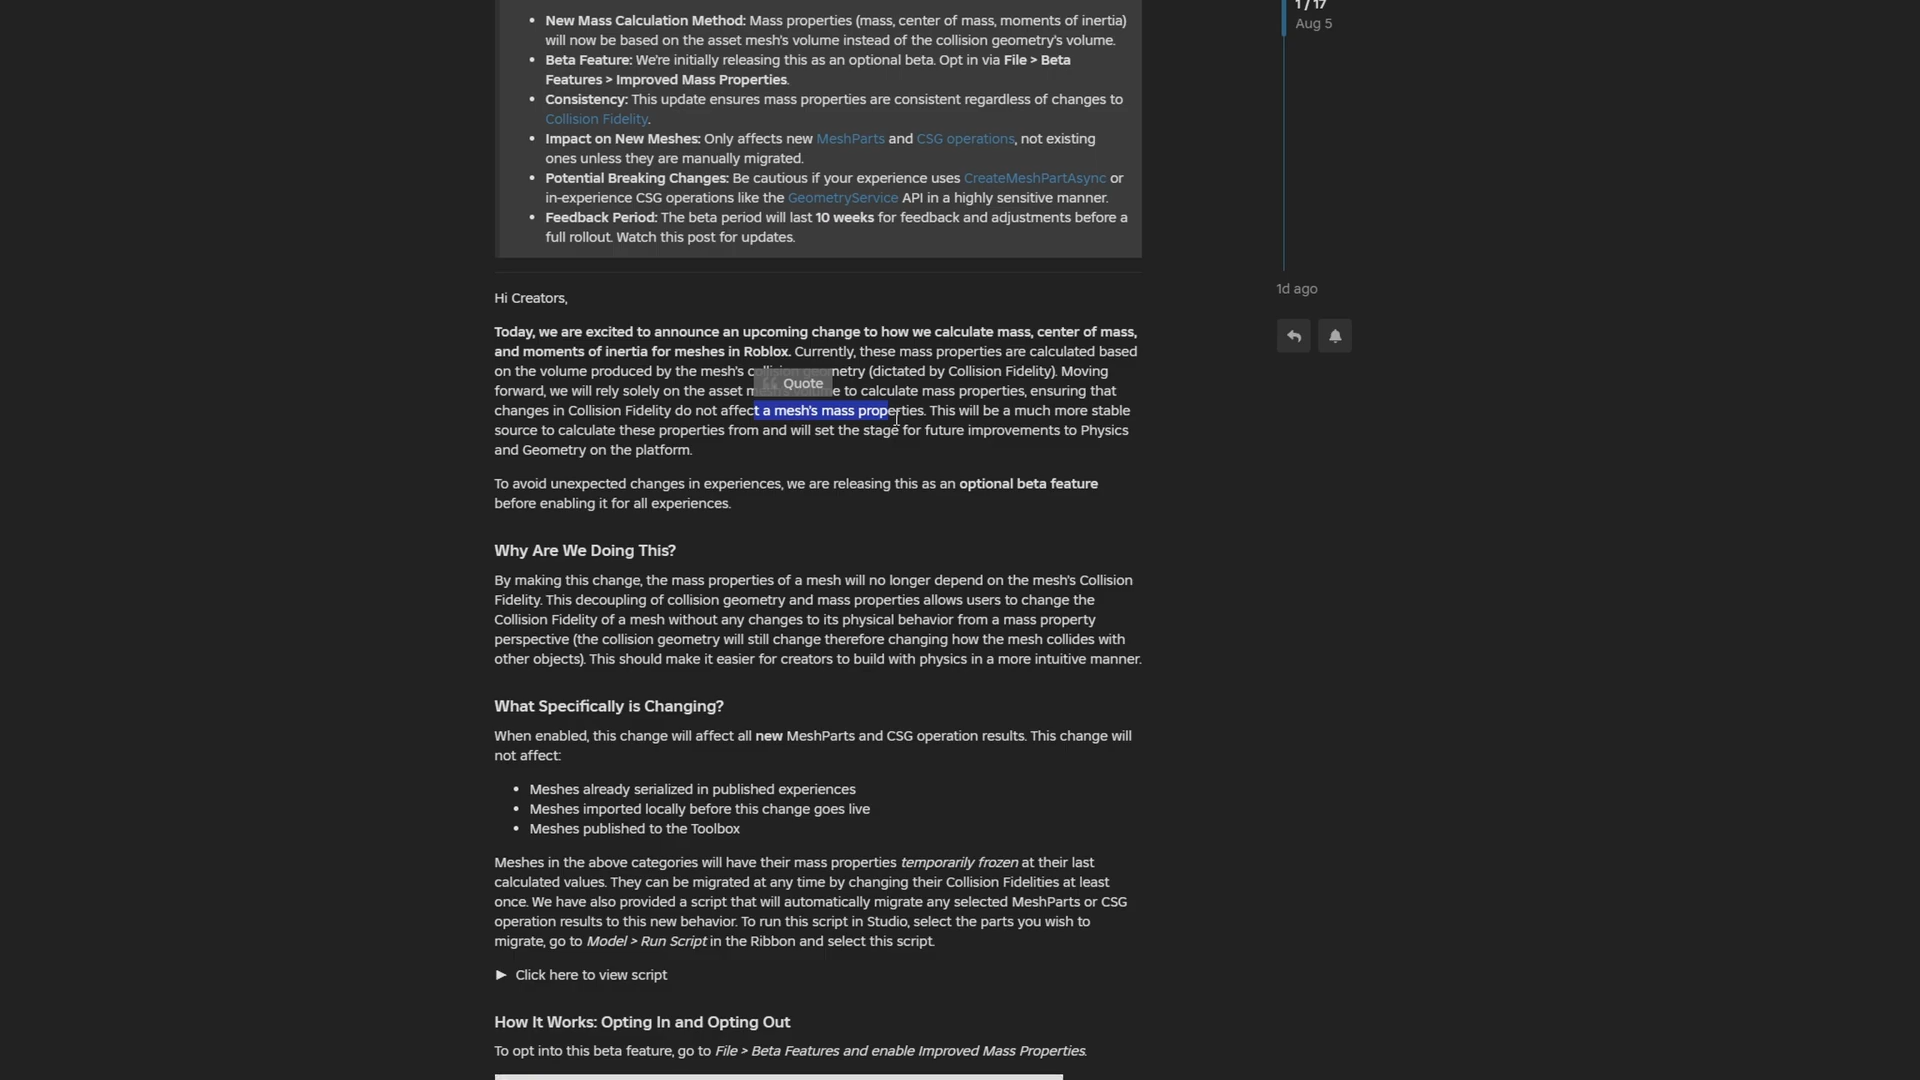 New Mass Calculation Method: Mass properties (mass, center of mass, moments of inertia)
will now be based on the asset mesh's volume instead of the collision geometry's volume.
Beta Feature: We're initially releasing this as an optional beta. Opt in via File > Beta
Features > Improved Mass Properties.
Consistency: This update ensures mass properties are consistent regardless of changes to
Collision Fidelity.
Impact on New Meshes: Only affects new MeshParts and CSG operations, not existing
ones unless they are manually migrated.
Potential Breaking Changes: Be cautious if your experience uses CreateMeshPartAsync or
in-experience CSG operations like the GeometryService API in a highly sensitive manner.
Feedback Period: The beta period will last 10 weeks for feedback and adjustments before a
full rollout. Watch this post for updates.
1 / 17
Aug 5
1d ago
Hi Creators,
Today, we are excited to announce an upcoming change to how we calculate mass, center of mass,
and moments of inertia for meshes in Roblox. Currently, these mass properties are calculated based
on the volume produced by the mesh's collision geometry (dictated by Collision Fidelity). Moving
Quote
forward, we will rely solely on the asset mesh's volume to calculate mass properties, ensuring that
changes in Collision Fidelity do not affect a mesh's mass properties. This will be a much more stable
source to calculate these properties from and will set the stage for future improvements to Physics
and Geometry on the platform.
To avoid unexpected changes in experiences, we are releasing this as an optional beta feature
before enabling it for all experiences.
Why Are We Doing This?
By making this change, the mass properties of a mesh will no longer depend on the mesh's Collision
Fidelity. This decoupling of collision geometry and mass properties allows users to change the
Collision Fidelity of a mesh without any changes to its physical behavior from a mass property
perspective (the collision geometry will still change therefore changing how the mesh collides with
other objects). This should make it easier for creators to build with physics in a more intuitive manner.
What Specifically is Changing?
When enabled, this change will affect all new MeshParts and CSG operation results. This change will
not affect:
Meshes already serialized in published experiences
Meshes imported locally before this change goes live
Meshes published to the Toolbox
Meshes in the above categories will have their mass properties temporarily frozen at their last
calculated values. They can be migrated at any time by changing their Collision Fidelities at least
once. We have also provided a script that will automatically migrate any selected MeshParts or CSG
operation results to this new behavior. To run this script in Studio, select the parts you wish to
migrate, go to Model > Run Script in the Ribbon and select this script.
Click here to view script
How It Works: Opting In and Opting Out
To opt into this beta feature, go to File > Beta Features and enable Improved Mass Properties.